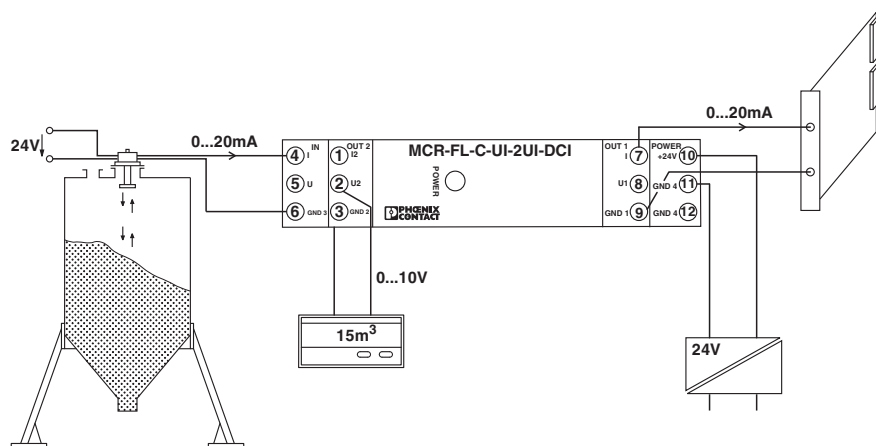 24V
0...20mA
IN
4 I
5 U
6 GND 3
OUT 2
1 I2
2 U2
3 GND 2
MCR-FL-C-UI-2UI-DCI
POWER
PHŒNIX
CONTACT
OUT 1
I 7
U1 8
GND 1 9
POWER
+24V 10
GND 4 11
GND 4 12
0...20mA
0...10V
15m³
24V